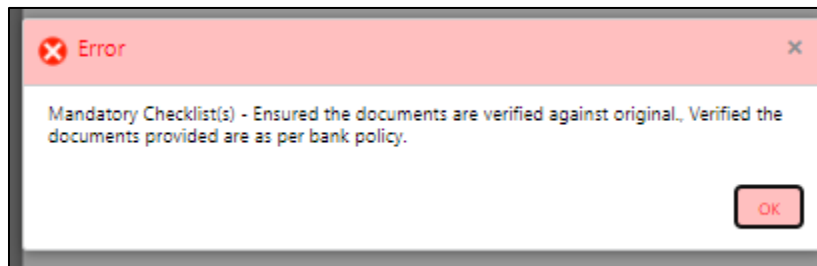 Error
Mandatory Checklist(s) - Ensured the documents are verified against original., Verified the
documents provided are as per bank policy.
OK